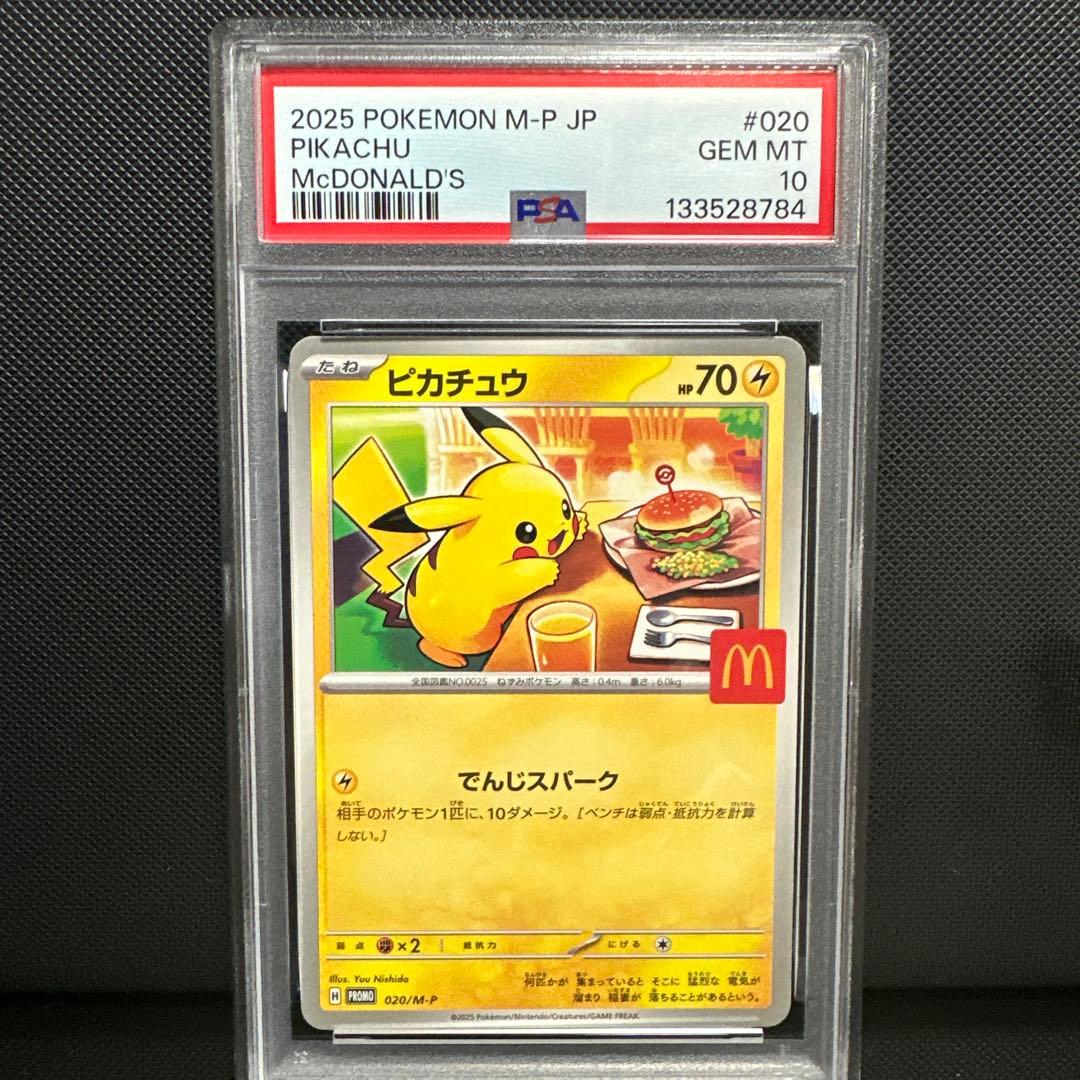 2025 POKEMON M-P JP #020
PIKACHU GEM MT
McDONALD'S 10
PSA 133528784
たね ピカチュウ HP70
全国図鑑NO.0025 ねずみポケモン 高さ:0.4m 重さ:6.0kg
でんじスパーク
相手のポケモン1匹に、10ダメージ。[ベンチは弱点・抵抗力を計算
しない。]
弱点 ×2 抵抗力 にげる
Illus. Yuu Nishida
何匹かが 集まっていると そこに 猛烈な 電気が
溜まり 稲妻が 落ちることがあるという。
H PROMO 020/M-P
©2025 Pokémon/Nintendo/Creatures/GAME FREAK.